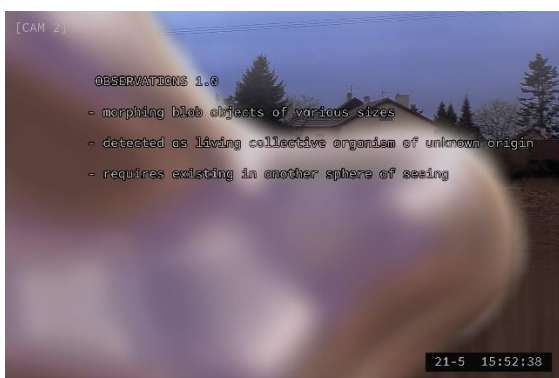 [CAM 2]
OBSERVATIONS 1.0
- morphing blob objects of various sizes
- detected as living collective organism of unknown origin
- requires existing in another sphere of seeing
21-5 15:52:38